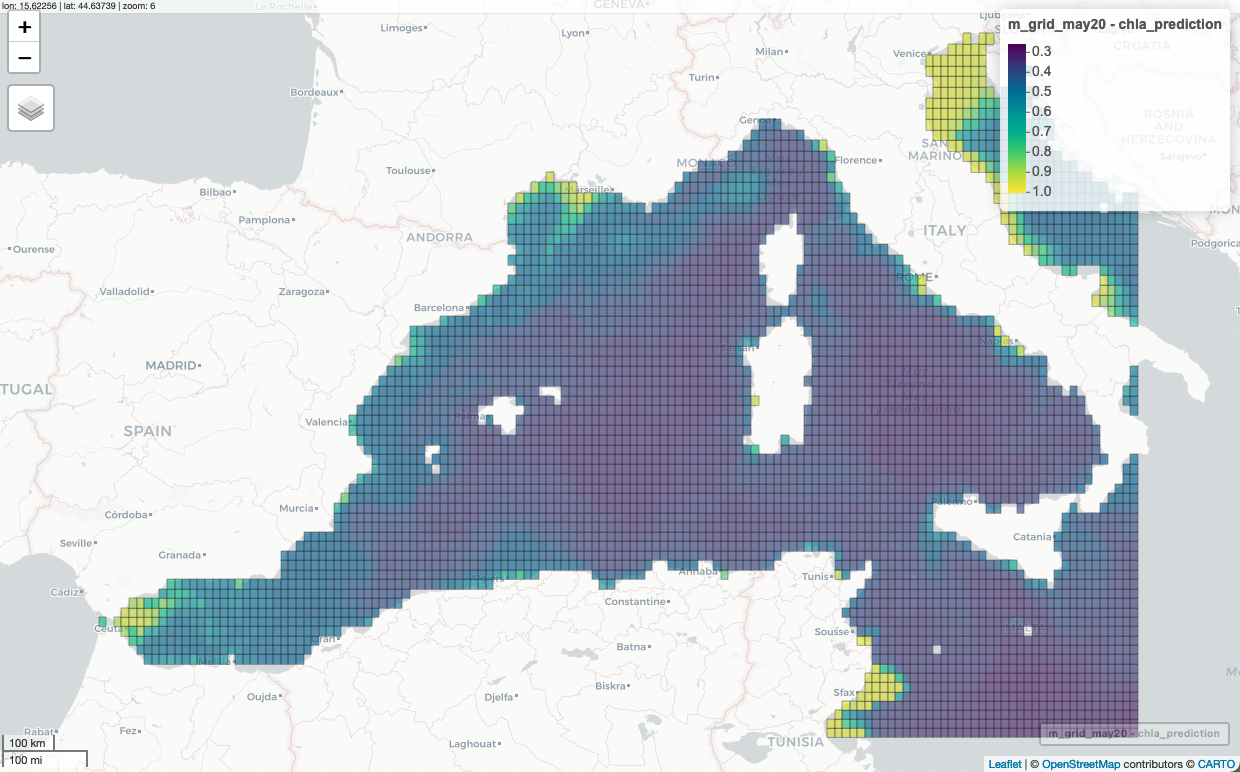 lon: 15.62256 | lat: 44.63739 | zoom: 6
La Rochelle
GENEVA
+
−
m_grid_may20 - chla_prediction
0.3
0.4
0.5
0.6
0.7
0.8
0.9
1.0
CROATIA
BOSNIA
AND
HERZEGOVINA
Sarajevo
Limoges
Lyon
Milan
Venice
Turin
Bordeaux
Genoa
SAN
MARINO
MONACO
Florence
Toulouse
Marseille
Bilbao
Pamplona
ANDORRA
ITALY
Podgorica
Ourense
ROME
Valladolid
Zaragoza
Barcelona
Naples
Sassari
MADRID
TUGAL
Palma
Valencia
SPAIN
Murcia
Palermo
Córdoba
Catania
Seville
Granada
Algiers
Annaba
Tunis
Cádiz
Constantine
Ceuta
MALTA
Oran
Sousse
Melilla
Batna
Biskra
Sfax
Oujda
Djelfa
Rabat
Fez
Laghouat
TUNISIA
m_grid_may20 - chla_prediction
100 km
100 mi
Leaflet | © OpenStreetMap contributors © CARTO